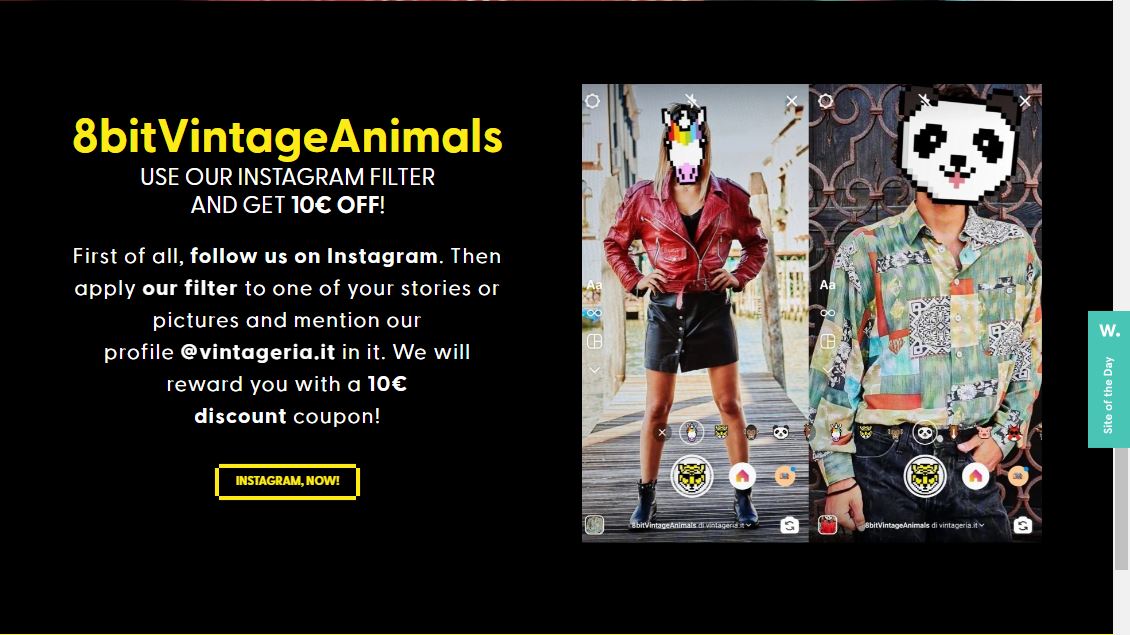 8bitVintageAnimals
USE OUR INSTAGRAM FILTER
AND GET 10€ OFF!
First of all, follow us on Instagram. Then
apply our filter to one of your stories or
pictures and mention our
profile @vintageria.it in it. We will
reward you with a 10€
discount coupon!
INSTAGRAM, NOW!
Aa
8bitVintageAnimals di vintageria.it
Aa
8bitVintageAnimals di vintageria.it
W.
Site of the Day